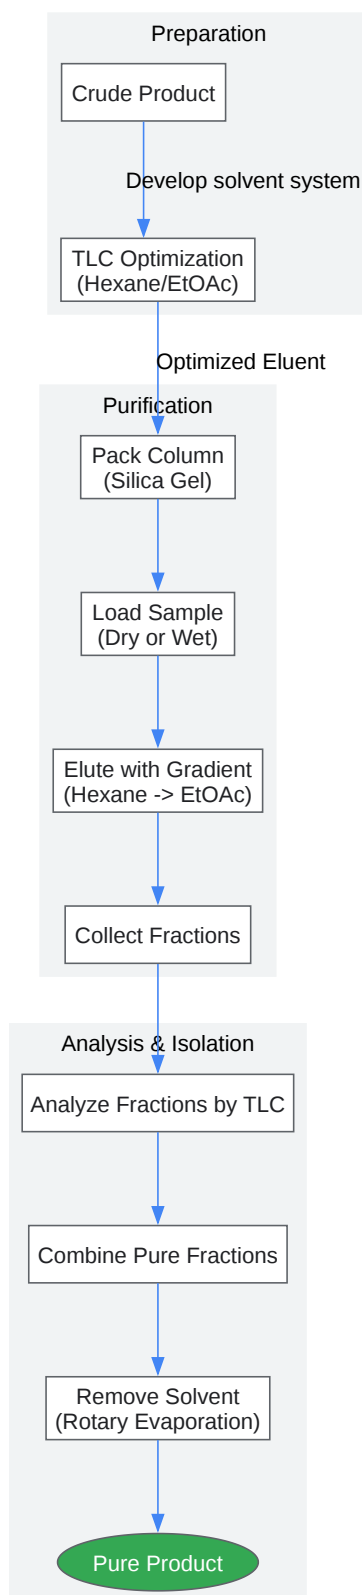 Preparation
Crude Product
Develop solvent system
TLC Optimization
(Hexane/EtOAc)
Optimized Eluent
Purification
Pack Column
(Silica Gel)
Load Sample
(Dry or Wet)
Elute with Gradient
(Hexane -> EtOAc)
Collect Fractions
Analysis & Isolation
Analyze Fractions by TLC
Combine Pure Fractions
Remove Solvent
(Rotary Evaporation)
Pure Product